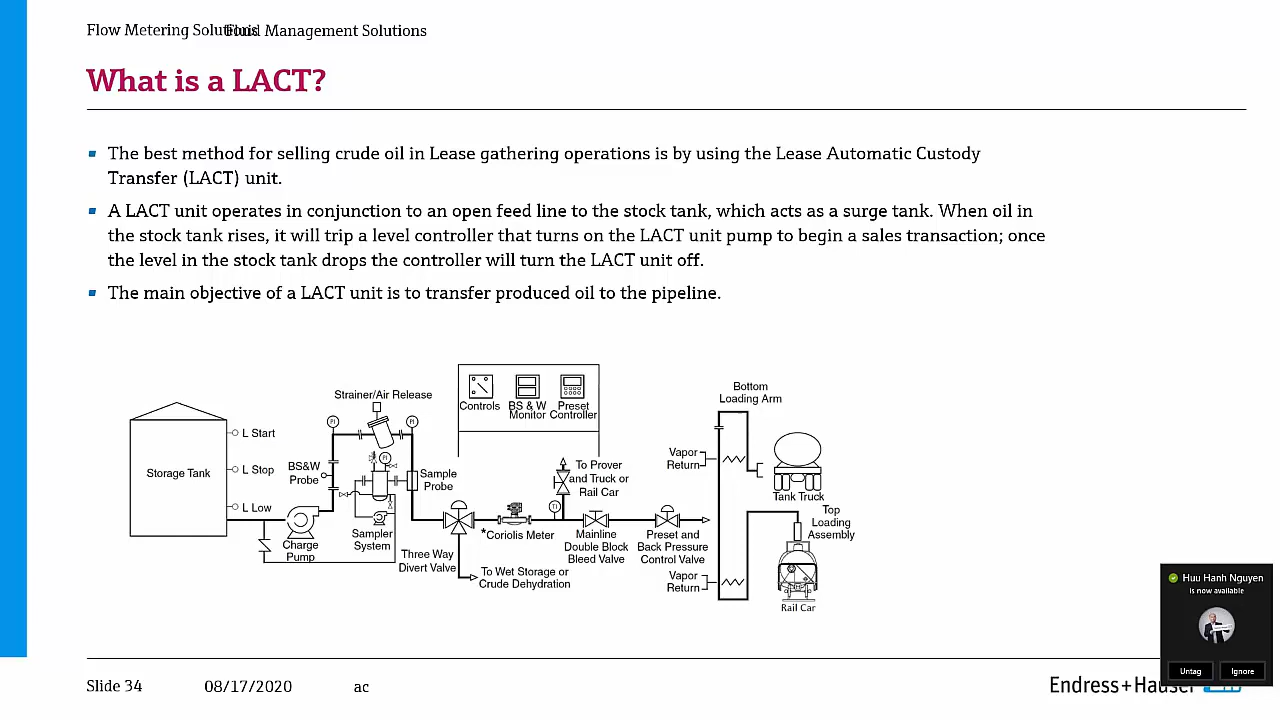 Flow Metering Solutions
Fluid Management Solutions
What is a LACT?
The best method for selling crude oil in Lease gathering operations is by using the Lease Automatic Custody
Transfer (LACT) unit.
A LACT unit operates in conjunction to an open feed line to the stock tank, which acts as a surge tank. When oil in
the stock tank rises, it will trip a level controller that turns on the LACT unit pump to begin a sales transaction; once
the level in the stock tank drops the controller will turn the LACT unit off.
The main objective of a LACT unit is to transfer produced oil to the pipeline.
Storage Tank
L Start
L Stop
L Low
Charge
Pump
BS&W
Probe
PI
Strainer/Air Release
PI
PI
Sample
Probe
Sampler
System
Controls
BS & W
Monitor
Preset
Controller
Three Way
Divert Valve
To Wet Storage or
Crude Dehydration
*Coriolis Meter
TI
To Prover
and Truck or
Rail Car
Mainline
Double Block
Bleed Valve
Preset and
Back Pressure
Control Valve
Vapor
Return
Bottom
Loading Arm
Tank Truck
Top
Loading
Assembly
Vapor
Return
Rail Car
Huu Hanh Nguyen
is now available
Untag
Ignore
Slide 34
08/17/2020
ac
Endress+Hauser